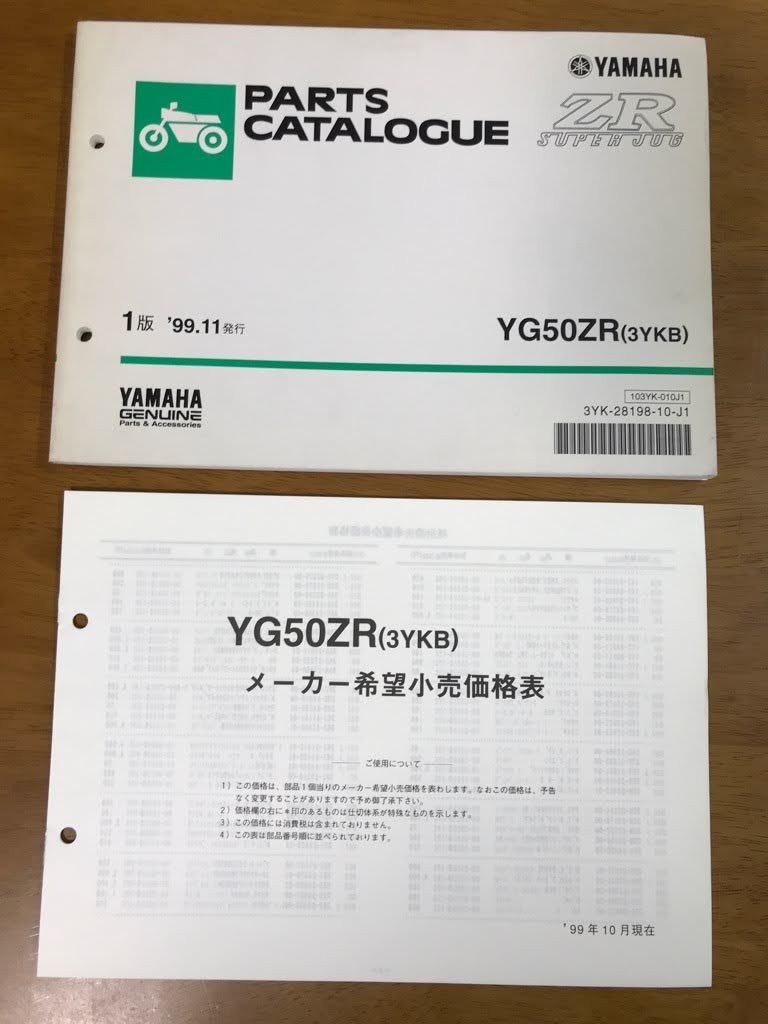 YAMAHA
PARTS
CATALOGUE
ZR
SUPER JOG
1版 '99.11発行
YG50ZR(3YKB)
YAMAHA
GENUINE
Parts & Accessories
103YK-010J1
3YK-28198-10-J1
YG50ZR(3YKB)
メーカー希望小売価格表
ご使用について
1)この価格は、部品1個当りのメーカー希望小売価格を表わします。なおこの価格は、予告
なく変更することがありますので予め御了承下さい。
2)価格欄の右に*印のあるものは仕切体系が特殊なものを示します。
3)この価格には消費税は含まれておりません。
4)この表は部品番号順に並べられております。
'99年10月現在